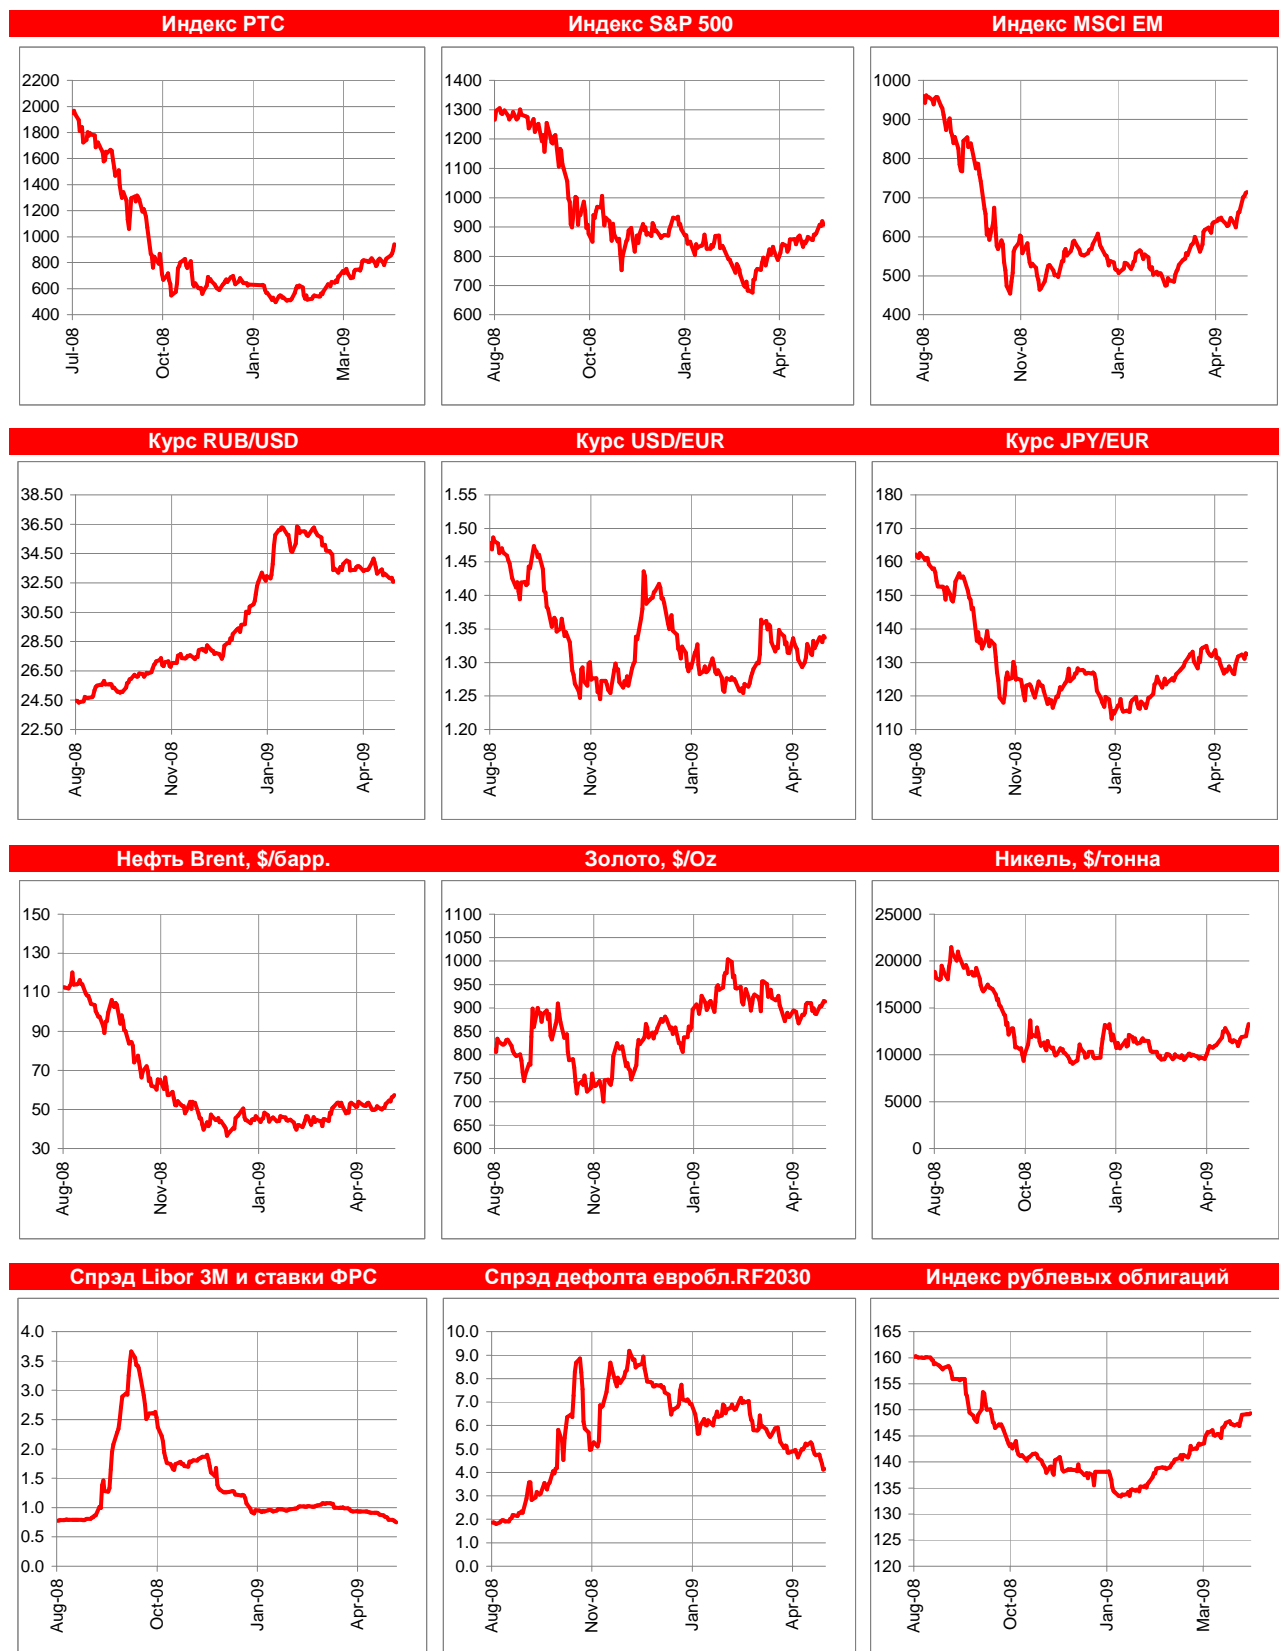 Индекс РТС
Индекс S&P 500
Индекс MSCI EM
2200
2000
1800
1600
1400
1200
1000
800
600
400
Jul-08
Oct-08
Jan-09
Mar-09
1400
1300
1200
1100
1000
900
800
700
600
Aug-08
Oct-08
Jan-09
Apr-09
1000
900
800
700
600
500
400
Aug-08
Nov-08
Jan-09
Apr-09
Курс RUB/USD
Курс USD/EUR
Курс JPY/EUR
38.50
36.50
34.50
32.50
30.50
28.50
26.50
24.50
22.50
Aug-08
Nov-08
Jan-09
Apr-09
1.55
1.50
1.45
1.40
1.35
1.30
1.25
1.20
Aug-08
Nov-08
Jan-09
Apr-09
180
170
160
150
140
130
120
110
Aug-08
Nov-08
Jan-09
Apr-09
Нефть Brent, $/барр.
Золото, $/Oz
Никель, $/тонна
150
130
110
90
70
50
30
Aug-08
Nov-08
Jan-09
Apr-09
1100
1050
1000
950
900
850
800
750
700
650
600
Aug-08
Nov-08
Jan-09
Apr-09
25000
20000
15000
10000
5000
0
Aug-08
Oct-08
Jan-09
Apr-09
Спрэд Libor 3M и ставки ФРС
Спрэд дефолта евробл.RF2030
Индекс рублевых облигаций
4.0
3.5
3.0
2.5
2.0
1.5
1.0
0.5
0.0
Aug-08
Oct-08
Jan-09
Apr-09
10.0
9.0
8.0
7.0
6.0
5.0
4.0
3.0
2.0
1.0
0.0
Aug-08
Nov-08
Jan-09
Apr-09
165
160
155
150
145
140
135
130
125
120
Aug-08
Oct-08
Jan-09
Mar-09